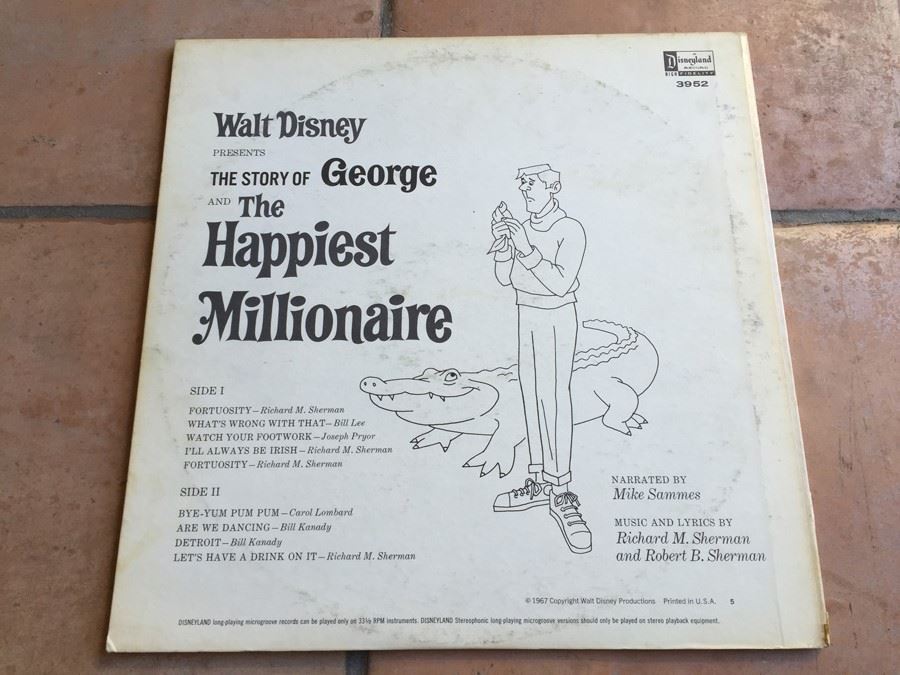 Disneyland
RECORD
HIGH FIDELITY
3952
Walt Disney
PRESENTS
THE STORY OF George
AND The
Happiest
Millionaire
SIDE I
FORTUOSITY—Richard M. Sherman
WHAT'S WRONG WITH THAT—Bill Lee
WATCH YOUR FOOTWORK—Joseph Pryor
I'LL ALWAYS BE IRISH—Richard M. Sherman
FORTUOSITY—Richard M. Sherman
SIDE II
BYE-YUM PUM PUM—Carol Lombard
ARE WE DANCING—Bill Kanady
DETROIT—Bill Kanady
LET'S HAVE A DRINK ON IT—Richard M. Sherman
NARRATED BY
Mike Sammes
MUSIC AND LYRICS BY
Richard M. Sherman
and Robert B. Sherman
© 1967 Copyright Walt Disney Productions Printed in U.S.A. 5
DISNEYLAND long-playing microgroove records can be played only on 33⅓ RPM instruments. DISNEYLAND Stereophonic long-playing microgroove versions should only be played on stereo playback equipment.